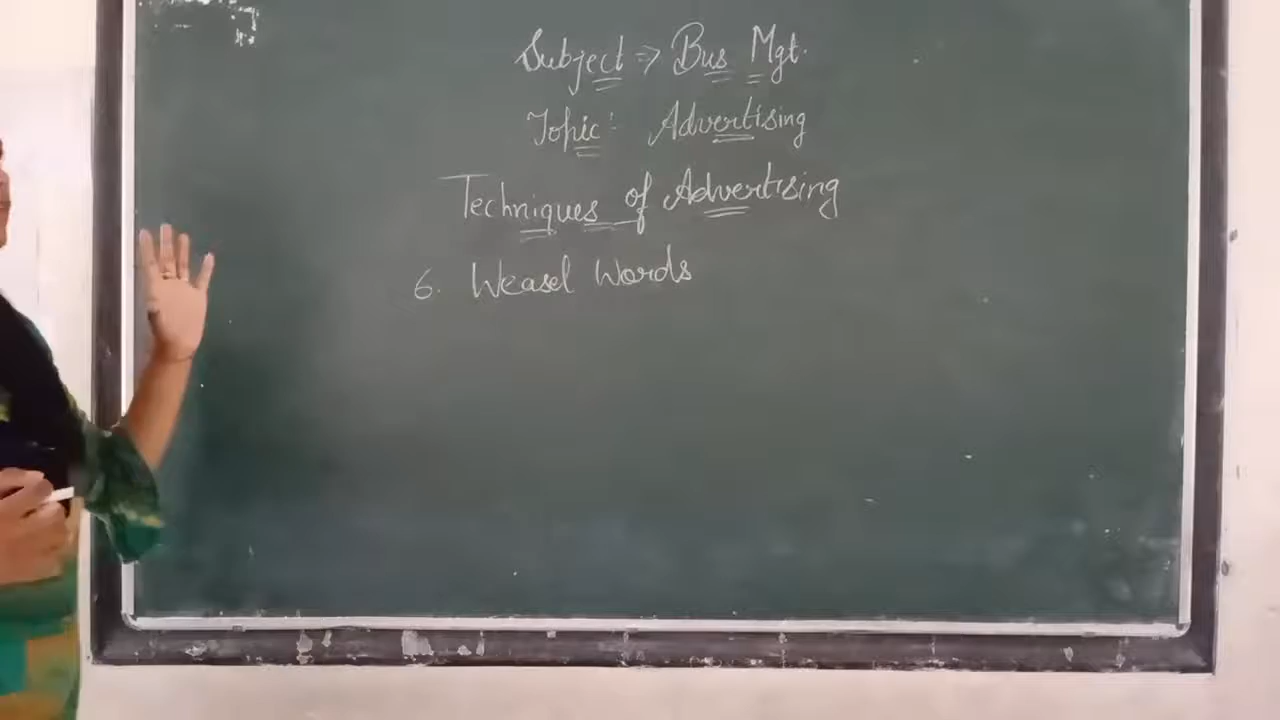 Subject => Bus Mgt.
Topic: Advertising
Techniques of Advertising
6. Weasel Words